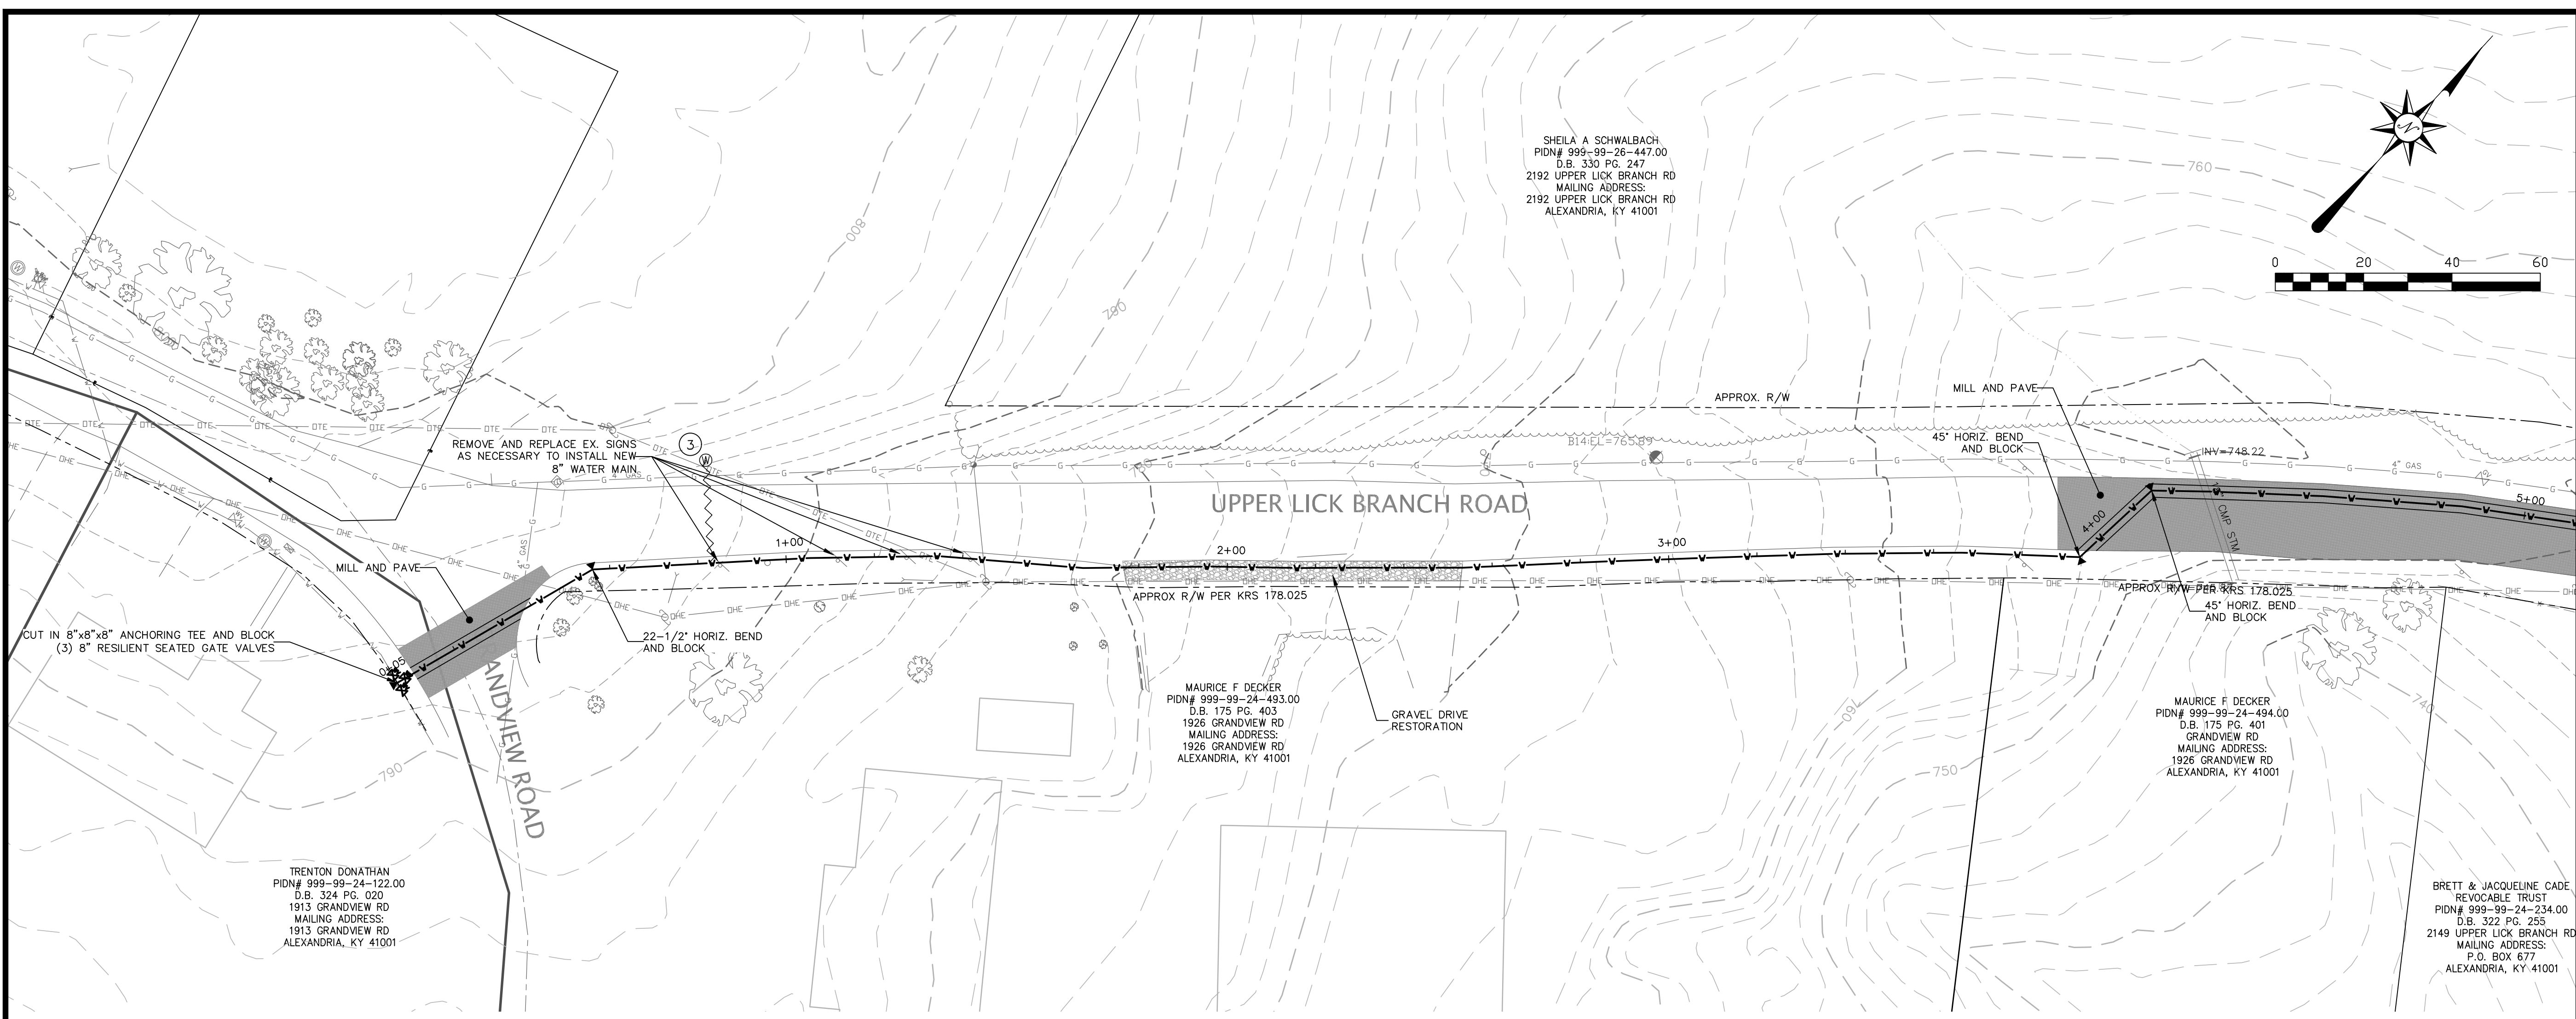 SHEILA A SCHWALBACH
PIDN# 999-99-26-447.00
D.B. 330 PG. 247
2192 UPPER LICK BRANCH RD
MAILING ADDRESS:
2192 UPPER LICK BRANCH RD
ALEXANDRIA, KY 41001
760
N
0 20 40 60
800
790
APPROX. R/W
MILL AND PAVE
REMOVE AND REPLACE EX. SIGNS
AS NECESSARY TO INSTALL NEW
8" WATER MAIN
3
W
4" GAS
B14:EL=765.89
45° HORIZ. BEND
AND BLOCK
INV=748.22
4" GAS
UPPER LICK BRANCH ROAD
CMP STM
1+00
2+00
3+00
4+00
5+00
4" GAS
MILL AND PAVE
APPROX R/W PER KRS 178.025
APPROX R/W PER KRS 178.025
45° HORIZ. BEND
AND BLOCK
CUT IN 8"x8"x8" ANCHORING TEE AND BLOCK
(3) 8" RESILIENT SEATED GATE VALVES
0+05
22-1/2° HORIZ. BEND
AND BLOCK
MAURICE F DECKER
PIDN# 999-99-24-493.00
D.B. 175 PG. 403
1926 GRANDVIEW RD
MAILING ADDRESS:
1926 GRANDVIEW RD
ALEXANDRIA, KY 41001
GRAVEL DRIVE
RESTORATION
760
750
740
MAURICE F DECKER
PIDN# 999-99-24-494.00
D.B. 175 PG. 401
GRANDVIEW RD
MAILING ADDRESS:
1926 GRANDVIEW RD
ALEXANDRIA, KY 41001
790
GRANDVIEW ROAD
TRENTON DONATHAN
PIDN# 999-99-24-122.00
D.B. 324 PG. 020
1913 GRANDVIEW RD
MAILING ADDRESS:
1913 GRANDVIEW RD
ALEXANDRIA, KY 41001
BRETT & JACQUELINE CADE
REVOCABLE TRUST
PIDN# 999-99-24-234.00
D.B. 322 PG. 255
2149 UPPER LICK BRANCH RD
MAILING ADDRESS:
P.O. BOX 677
ALEXANDRIA, KY 41001